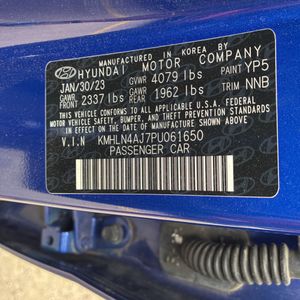 MANUFACTURED IN KOREA BY
HYUNDAI MOTOR COMPANY
JAN/30/23 GVWR 4079 lbs PAINT YP5
GAWR FRONT 2337 lbs GAWR REAR 1962 lbs TRIM NNB
THIS VEHICLE CONFORMS TO ALL APPLICABLE FEDERAL
MOTOR VEHICLE SAFETY, BUMPER, AND THEFT PREVENTION
STANDARDS IN EFFECT ON THE DATE OF MANUFACTURE SHOWN ABOVE.
V.I.N KMHLN4AJ7PU061650
PASSENGER CAR